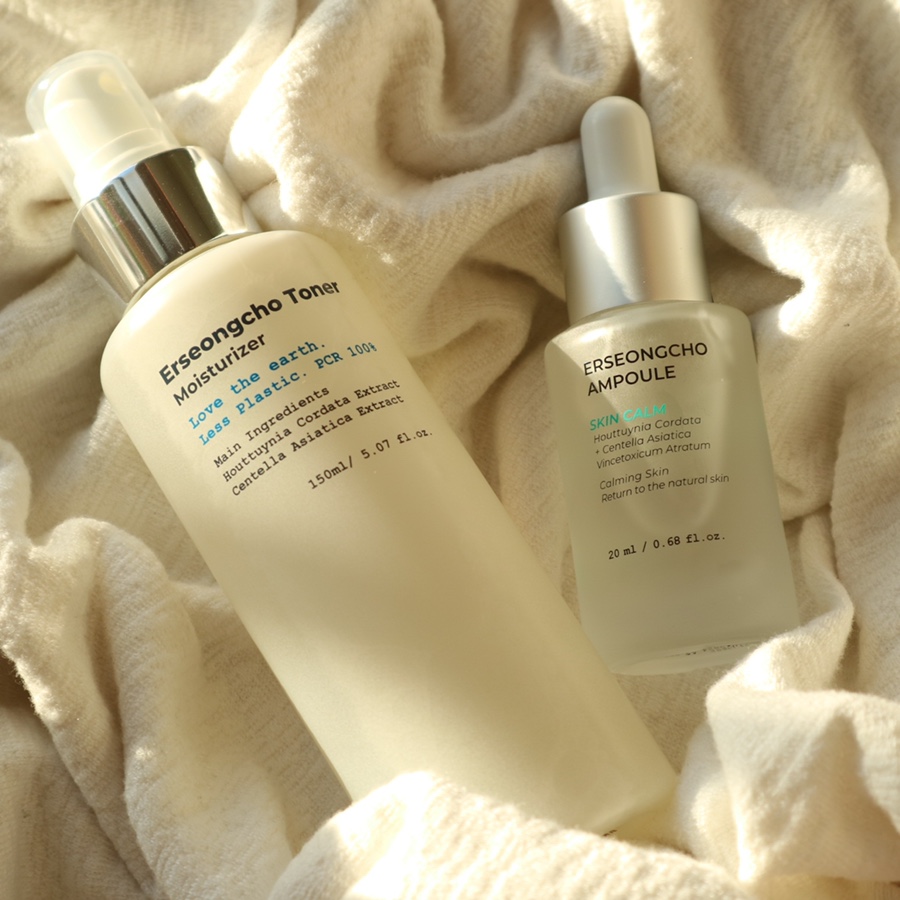 Erseongcho Toner
Moisturizer
Love the earth.
Less Plastic. PCR 100%
Main Ingredients
Houttuynia Cordata Extract
Centella Asiatica Extract
150ml/ 5.07 fl.oz.
ERSEONGCHO
AMPOULE
SKIN CALM
Houttuynia Cordata
+ Centella Asiatica
Vincetoxicum Atratum
Calming Skin
Return to the natural skin
20 ml / 0.68 fl.oz.